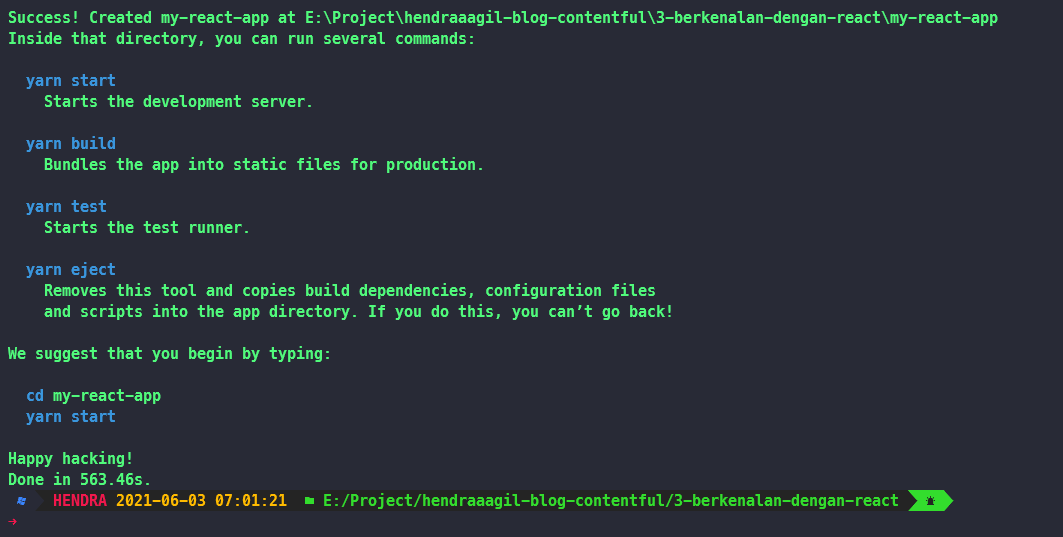 Success! Created my-react-app at E:\Project\hendraaagil-blog-contentful\3-berkenalan-dengan-react\my-react-app
Inside that directory, you can run several commands:
yarn start
Starts the development server.
yarn build
Bundles the app into static files for production.
yarn test
Starts the test runner.
yarn eject
Removes this tool and copies build dependencies, configuration files
and scripts into the app directory. If you do this, you can’t go back!
We suggest that you begin by typing:
cd my-react-app
yarn start
Happy hacking!
Done in 563.46s.
HENDRA 2021-06-03 07:01:21 E:/Project/hendraaagil-blog-contentful/3-berkenalan-dengan-react
→